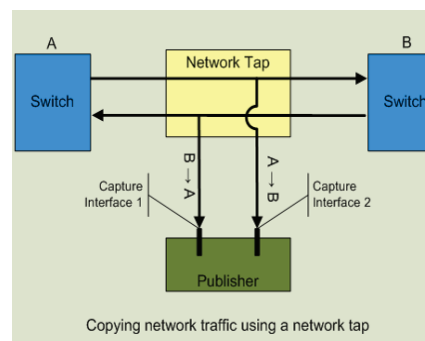 A
B
Network Tap
Switch
Switch
B → A
A → B
Capture
Interface 1
Capture
Interface 2
Publisher
Copying network traffic using a network tap